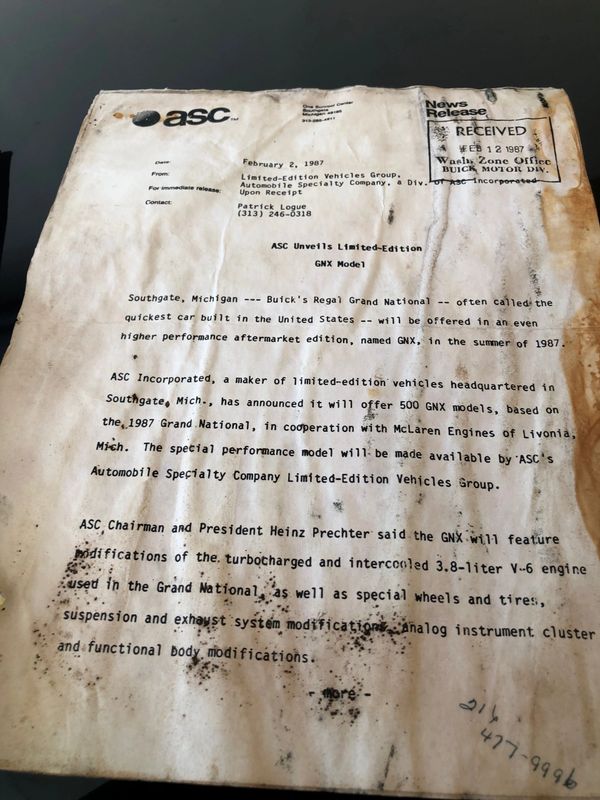 asc™
One Sunset Center
Southgate
Michigan 48195
News
Release
RECEIVED
FEB 12 1987
Wash. Zone Office
BUICK MOTOR DIV.
Date: February 2, 1987
From: Limited-Edition Vehicles Group,
Automobile Specialty Company, a Div. of ASC Incorporated
For immediate release: Upon Receipt
Contact: Patrick Logue
(313) 246-0318
ASC Unveils Limited-Edition
GNX Model
Southgate, Michigan --- Buick's Regal Grand National -- often called the
quickest car built in the United States -- will be offered in an even
higher performance aftermarket edition, named GNX, in the summer of 1987.
ASC Incorporated, a maker of limited-edition vehicles headquartered in
Southgate, Mich., has announced it will offer 500 GNX models, based on
the 1987 Grand National, in cooperation with McLaren Engines of Livonia,
Mich. The special performance model will be made available by ASC's
Automobile Specialty Company Limited-Edition Vehicles Group.
ASC Chairman and President Heinz Prechter said the GNX will feature
modifications of the turbocharged and intercooled 3.8-liter V-6 engine
used in the Grand National, as well as special wheels and tires,
suspension and exhaust system modifications, analog instrument cluster
and functional body modifications.
- more -